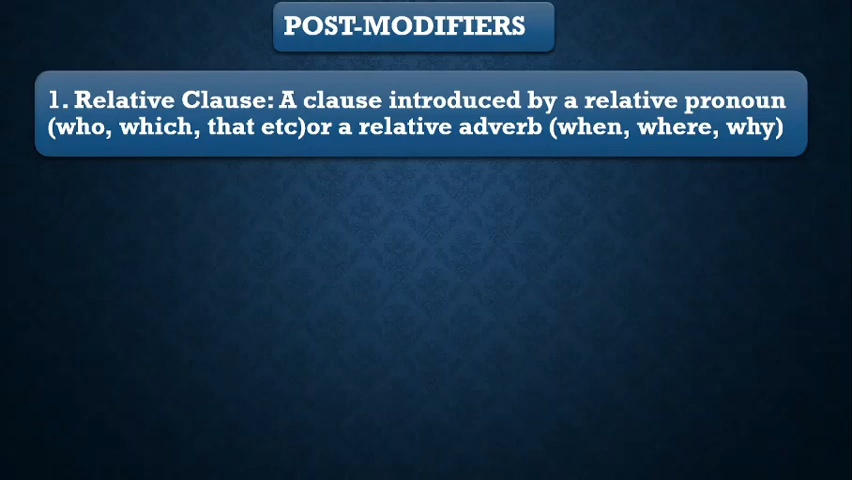 POST-MODIFIERS
1. Relative Clause: A clause introduced by a relative pronoun
(who, which, that etc)or a relative adverb (when, where, why)